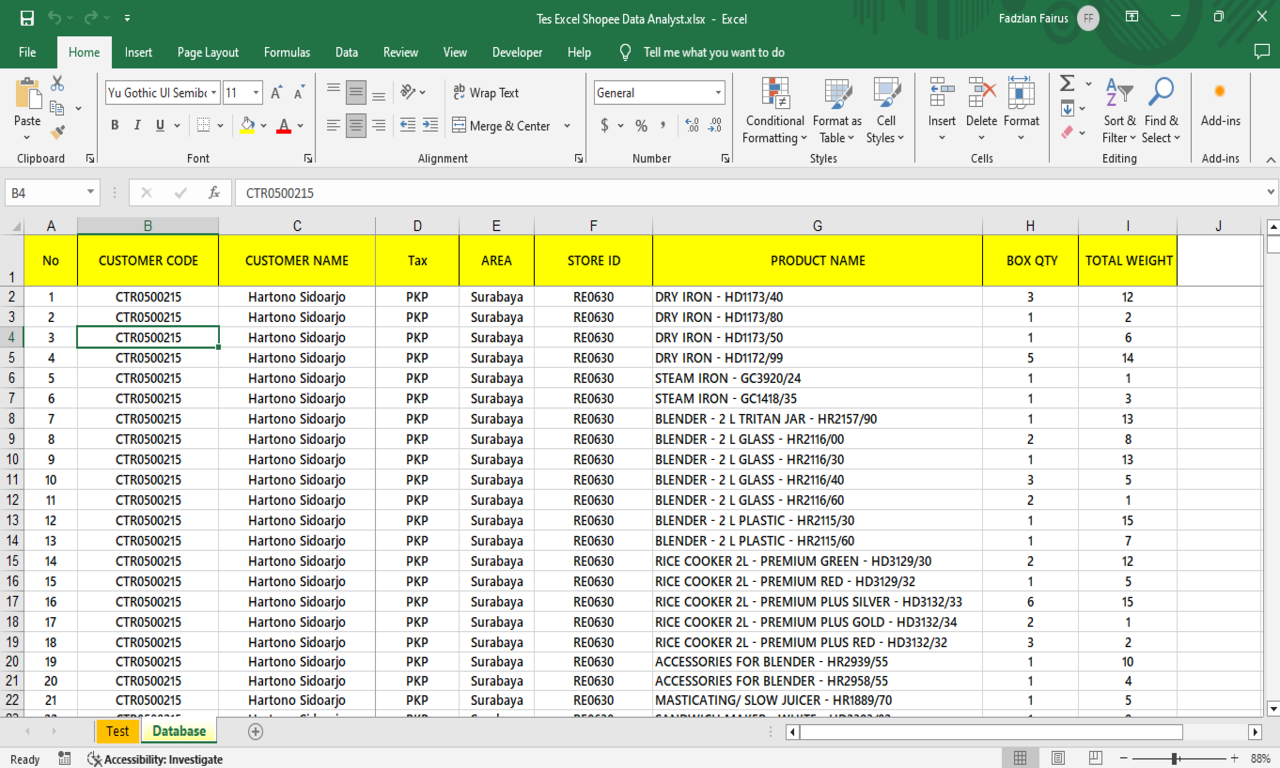 Tes Excel Shopee Data Analyst.xlsx - Excel
Fadzlan Fairus FF
File Home Insert Page Layout Formulas Data Review View Developer Help Tell me what you want to do
Yu Gothic UI Semibc 11 A A Wrap Text General
Paste B I U A Merge & Center $ % , Conditional Formatting Format as Table Cell Styles Insert Delete Format Sort & Filter Find & Select Add-ins
Clipboard Font Alignment Number Styles Cells Editing Add-ins
B4 fx CTR0500215
A B C D E F G H I J
1 No CUSTOMER CODE CUSTOMER NAME Tax AREA STORE ID PRODUCT NAME BOX QTY TOTAL WEIGHT
2 1 CTR0500215 Hartono Sidoarjo PKP Surabaya RE0630 DRY IRON - HD1173/40 3 12
3 2 CTR0500215 Hartono Sidoarjo PKP Surabaya RE0630 DRY IRON - HD1173/80 1 2
4 3 CTR0500215 Hartono Sidoarjo PKP Surabaya RE0630 DRY IRON - HD1173/50 1 6
5 4 CTR0500215 Hartono Sidoarjo PKP Surabaya RE0630 DRY IRON - HD1172/99 5 14
6 5 CTR0500215 Hartono Sidoarjo PKP Surabaya RE0630 STEAM IRON - GC3920/24 1 1
7 6 CTR0500215 Hartono Sidoarjo PKP Surabaya RE0630 STEAM IRON - GC1418/35 1 3
8 7 CTR0500215 Hartono Sidoarjo PKP Surabaya RE0630 BLENDER - 2 L TRITAN JAR - HR2157/90 1 13
9 8 CTR0500215 Hartono Sidoarjo PKP Surabaya RE0630 BLENDER - 2 L GLASS - HR2116/00 2 8
10 9 CTR0500215 Hartono Sidoarjo PKP Surabaya RE0630 BLENDER - 2 L GLASS - HR2116/30 1 13
11 10 CTR0500215 Hartono Sidoarjo PKP Surabaya RE0630 BLENDER - 2 L GLASS - HR2116/40 3 5
12 11 CTR0500215 Hartono Sidoarjo PKP Surabaya RE0630 BLENDER - 2 L GLASS - HR2116/60 2 1
13 12 CTR0500215 Hartono Sidoarjo PKP Surabaya RE0630 BLENDER - 2 L PLASTIC - HR2115/30 1 15
14 13 CTR0500215 Hartono Sidoarjo PKP Surabaya RE0630 BLENDER - 2 L PLASTIC - HR2115/60 1 7
15 14 CTR0500215 Hartono Sidoarjo PKP Surabaya RE0630 RICE COOKER 2L - PREMIUM GREEN - HD3129/30 2 12
16 15 CTR0500215 Hartono Sidoarjo PKP Surabaya RE0630 RICE COOKER 2L - PREMIUM RED - HD3129/32 1 5
17 16 CTR0500215 Hartono Sidoarjo PKP Surabaya RE0630 RICE COOKER 2L - PREMIUM PLUS SILVER - HD3132/33 6 15
18 17 CTR0500215 Hartono Sidoarjo PKP Surabaya RE0630 RICE COOKER 2L - PREMIUM PLUS GOLD - HD3132/34 2 1
19 18 CTR0500215 Hartono Sidoarjo PKP Surabaya RE0630 RICE COOKER 2L - PREMIUM PLUS RED - HD3132/32 3 2
20 19 CTR0500215 Hartono Sidoarjo PKP Surabaya RE0630 ACCESSORIES FOR BLENDER - HR2939/55 1 10
21 20 CTR0500215 Hartono Sidoarjo PKP Surabaya RE0630 ACCESSORIES FOR BLENDER - HR2958/55 1 4
22 21 CTR0500215 Hartono Sidoarjo PKP Surabaya RE0630 MASTICATING/ SLOW JUICER - HR1889/70 1 5
Test Database
Ready Accessibility: Investigate 88%